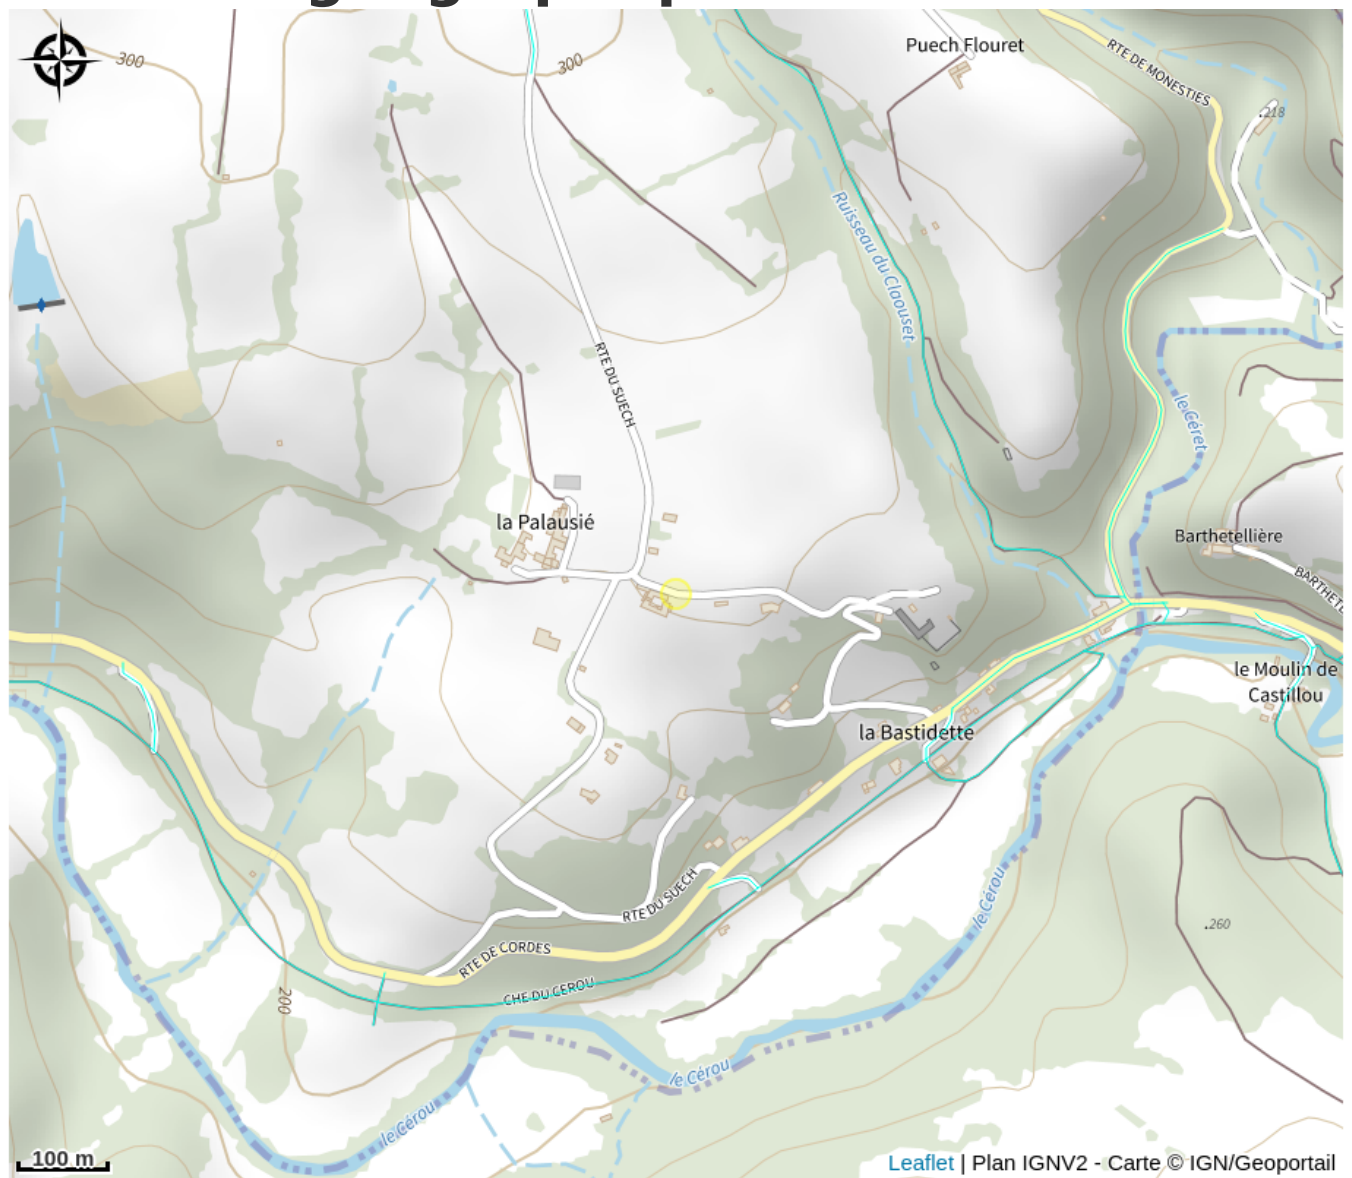 Puech Flouret
300
300
RTE DE MONESTIES
.218
Ruisseau du Claouset
RTE DU SUECH
le Céret
la Palausié
Barthetellière
le Moulin de
Castillou
la Bastidette
RTE DU SUECH
RTE DE CORDES
CHE DU CEROU
le Cérou
.260
200
le Cérou
le Cérou
100 m
Leaflet | Plan IGNV2 - Carte © IGN/Geoportail